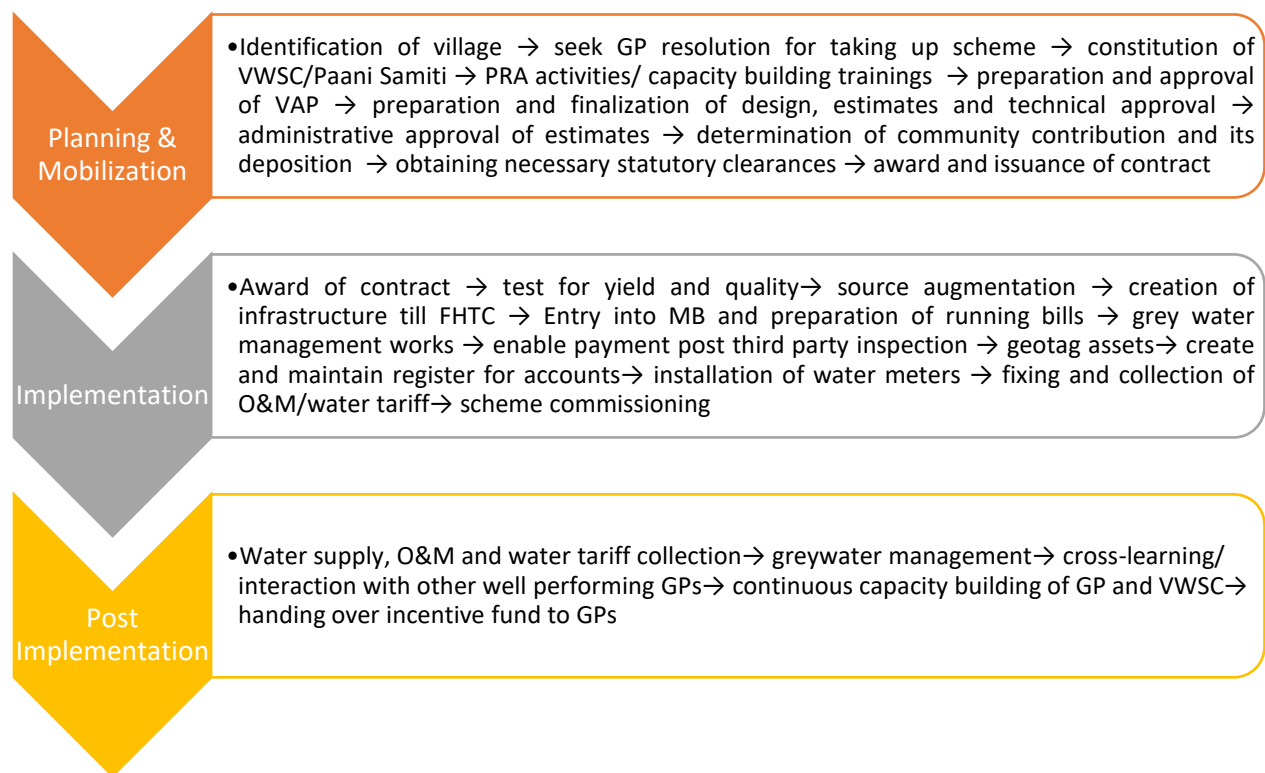 Planning &
Mobilization
•Identification of village → seek GP resolution for taking up scheme → constitution of
VWSC/Paani Samiti → PRA activities/ capacity building trainings → preparation and approval
of VAP → preparation and finalization of design, estimates and technical approval →
administrative approval of estimates → determination of community contribution and its
deposition → obtaining necessary statutory clearances → award and issuance of contract
Implementation
•Award of contract → test for yield and quality→ source augmentation → creation of
infrastructure till FHTC → Entry into MB and preparation of running bills → grey water
management works → enable payment post third party inspection → geotag assets→ create
and maintain register for accounts→ installation of water meters → fixing and collection of
O&M/water tariff→ scheme commissioning
Post
Implementation
•Water supply, O&M and water tariff collection→ greywater management→ cross-learning/
interaction with other well performing GPs→ continuous capacity building of GP and VWSC→
handing over incentive fund to GPs